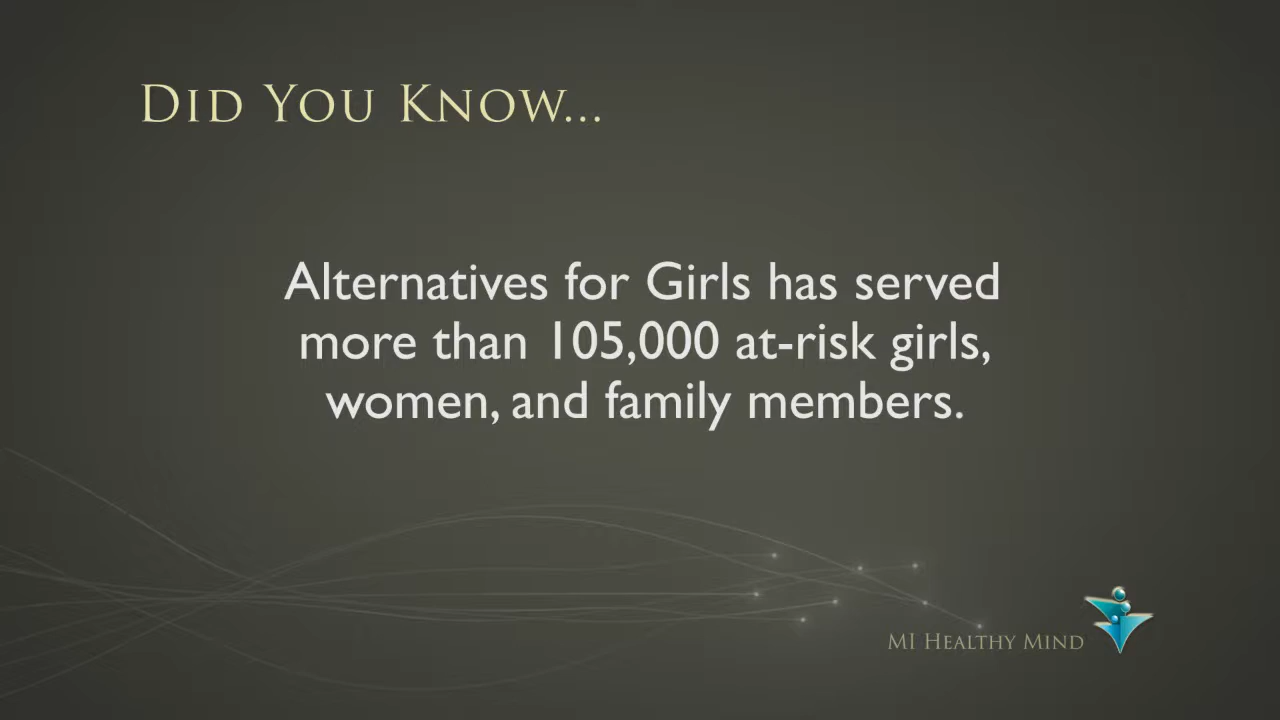 Did You Know...
Alternatives for Girls has served
more than 105,000 at-risk girls,
women, and family members.
MI Healthy Mind